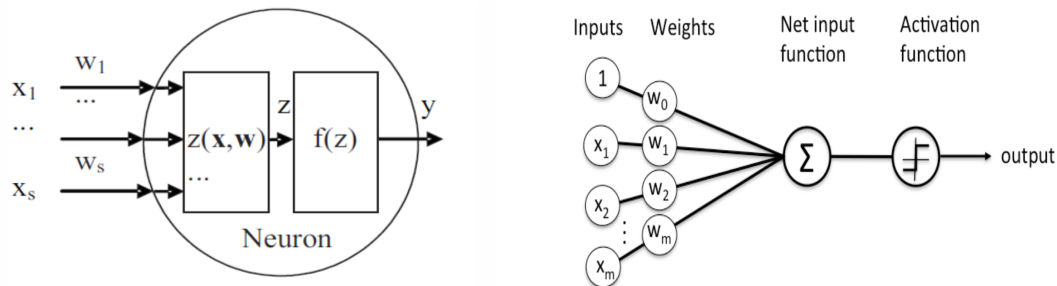 w₁
x₁
...
...
z
y
z(x,w)
f(z)
wₛ
...
xₛ
Neuron
Inputs
Weights
Net input
function
Activation
function
1
w₀
x₁
w₁
Σ
output
x₂
w₂
⋮
xₘ
wₘ